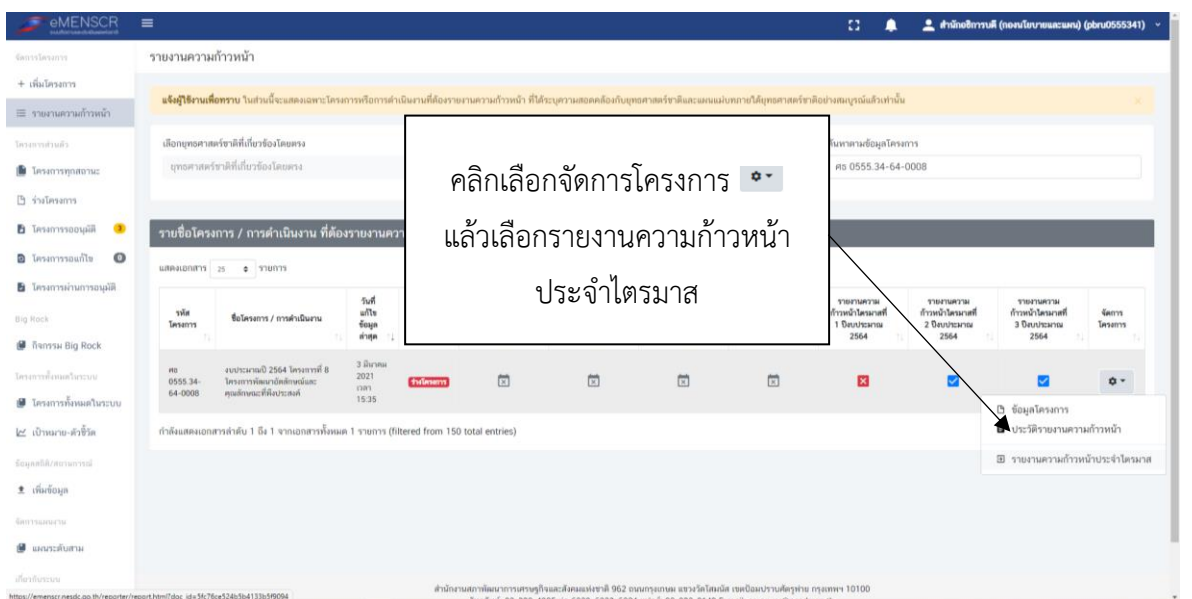 eMENSCR
สำนักอธิการบดี (กองนโยบายและแผน) (pbru0555341)
จัดการโครงการ
+ เพิ่มโครงการ
รายงานความก้าวหน้า
โครงการส่วนตัว
โครงการทุกสถานะ
ร่างโครงการ
โครงการรออนุมัติ 3
โครงการรอแก้ไข 0
โครงการผ่านการอนุมัติ
Big Rock
กิจกรรม Big Rock
โครงการทั้งหมดในระบบ
โครงการทั้งหมดในระบบ
เป้าหมาย-ตัวชี้วัด
ข้อมูลสถิติ/สถานการณ์
เพิ่มข้อมูล
จัดการแผนงาน
แผนระดับสาม
เกี่ยวกับระบบ
รายงานความก้าวหน้า
แจ้งผู้ใช้งานเพื่อทราบ ในส่วนนี้จะแสดงเฉพาะโครงการหรือการดำเนินงานที่ต้องรายงานความก้าวหน้า ที่ได้ระบุความสอดคล้องกับยุทธศาสตร์ชาติและแผนแม่บทภายใต้ยุทธศาสตร์ชาติอย่างสมบูรณ์แล้วเท่านั้น
เลือกยุทธศาสตร์ชาติที่เกี่ยวข้องโดยตรง
ยุทธศาสตร์ชาติที่เกี่ยวข้องโดยตรง
ค้นหาตามข้อมูลโครงการ
ศธ 0555.34-64-0008
คลิกเลือกจัดการโครงการ
แล้วเลือกรายงานความก้าวหน้า
ประจำไตรมาส
รายชื่อโครงการ / การดำเนินงาน ที่ต้องรายงานความ
แสดงเอกสาร 25 รายการ
รหัส
โครงการ
ชื่อโครงการ / การดำเนินงาน
วันที่
แก้ไข
ข้อมูล
ล่าสุด
รายงานความ
ก้าวหน้าไตรมาสที่
1 ปีงบประมาณ
2564
รายงานความ
ก้าวหน้าไตรมาสที่
2 ปีงบประมาณ
2564
รายงานความ
ก้าวหน้าไตรมาสที่
3 ปีงบประมาณ
2564
จัดการ
โครงการ
ศธ
0555.34-
64-0008
งบประมาณปี 2564 โครงการที่ 8
โครงการพัฒนาอัตลักษณ์และ
คุณลักษณะที่พึงประสงค์
3 มีนาคม
2021
เวลา
15:35
ร่างโครงการ
ข้อมูลโครงการ
ประวัติรายงานความก้าวหน้า
รายงานความก้าวหน้าประจำไตรมาส
กำลังแสดงเอกสารลำดับ 1 ถึง 1 จากเอกสารทั้งหมด 1 รายการ (filtered from 150 total entries)
สำนักงานสภาพัฒนาการเศรษฐกิจและสังคมแห่งชาติ 962 ถนนกรุงเกษม แขวงวัดโสมนัส เขตป้อมปราบศัตรูพ่าย กรุงเทพฯ 10100
https://emenscr.nesdc.go.th/reporter/report.html?doc_id=5fc76ce524b5b4133b5f9094